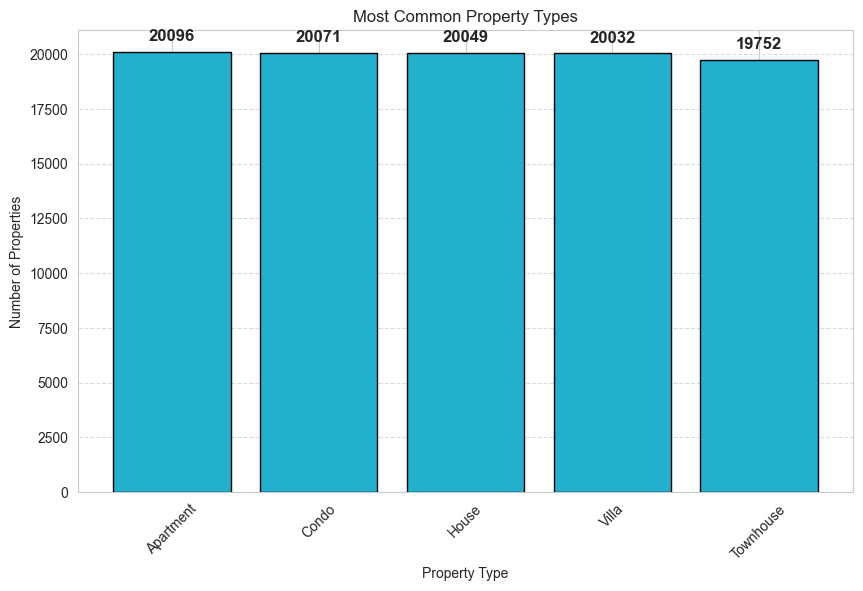 Most Common Property Types
20096
20071
20049
20032
19752
20000
17500
15000
12500
10000
7500
5000
2500
0
Number of Properties
Apartment
Condo
House
Villa
Townhouse
Property Type